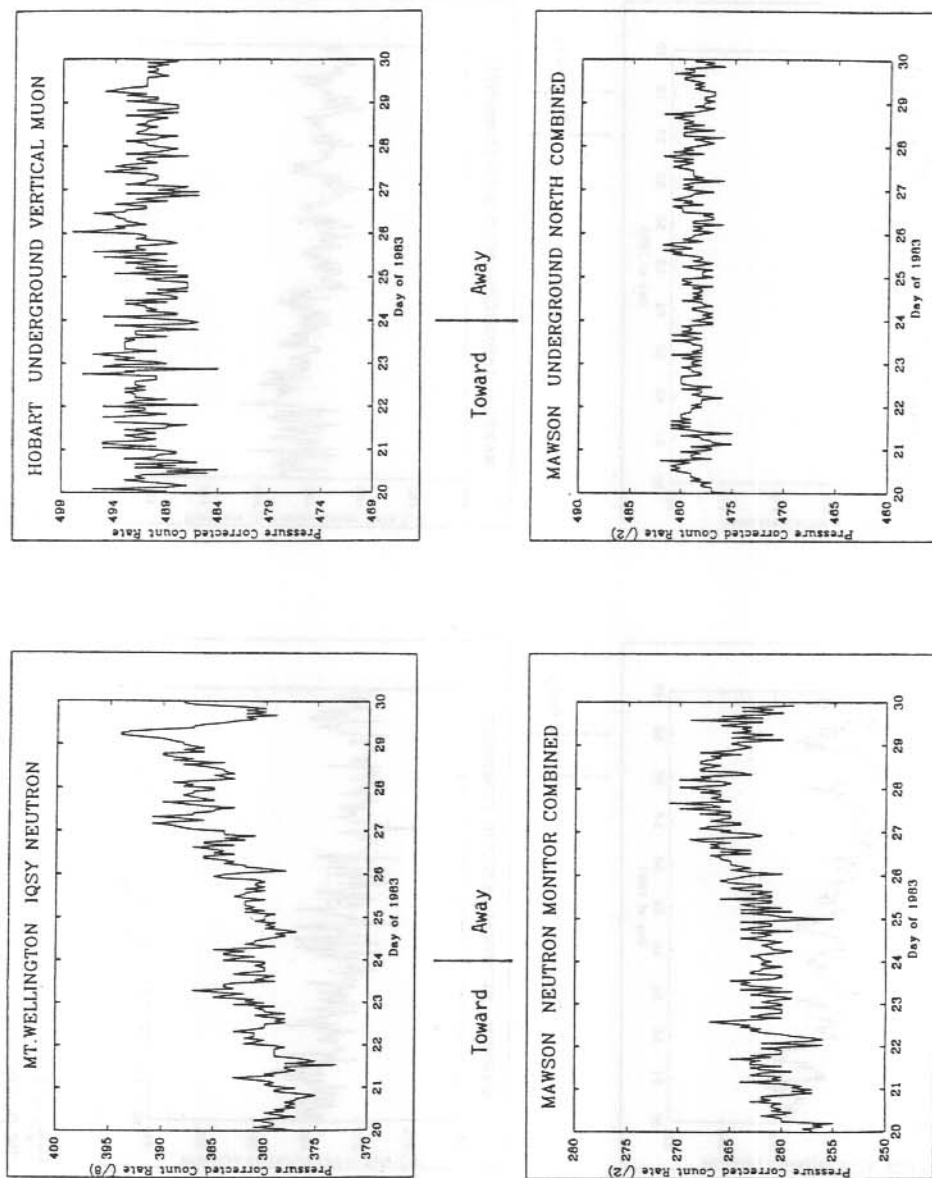 MT.WELLINGTON IQSY NEUTRON
Pressure Corrected Count Rate (/8)
400
395
390
385
380
375
370
20 21 22 23 24 25 26 27 28 29 30
Day of 1983
HOBART UNDERGROUND VERTICAL MUON
Pressure Corrected Count Rate
499
494
489
484
479
474
469
20 21 22 23 24 25 26 27 28 29 30
Day of 1983
Toward Away
Toward Away
MAWSON NEUTRON MONITOR COMBINED
Pressure Corrected Count Rate (/2)
280
275
270
265
260
255
250
20 21 22 23 24 25 26 27 28 29 30
Day of 1983
MAWSON UNDERGROUND NORTH COMBINED
Pressure Corrected Count Rate (/2)
490
485
480
475
470
465
460
20 21 22 23 24 25 26 27 28 29 30
Day of 1983